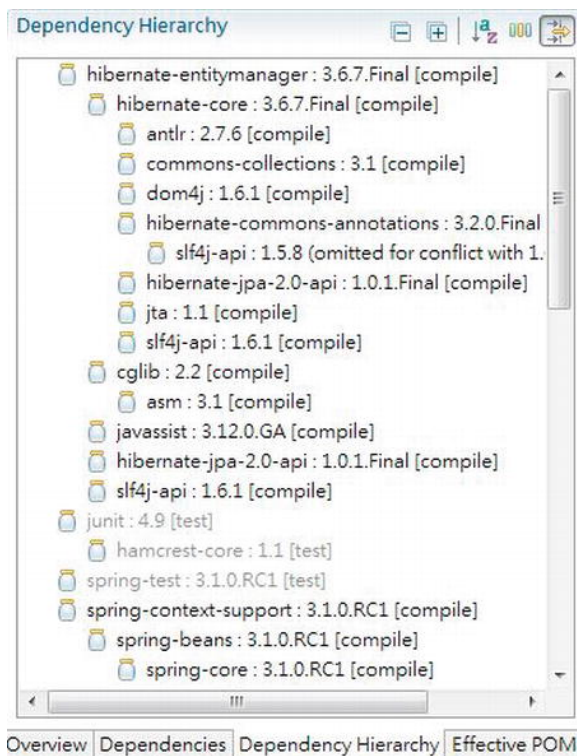 Dependency Hierarchy
hibernate-entitymanager : 3.6.7.Final [compile]
hibernate-core : 3.6.7.Final [compile]
antlr : 2.7.6 [compile]
commons-collections : 3.1 [compile]
dom4j : 1.6.1 [compile]
hibernate-commons-annotations : 3.2.0.Final
slf4j-api : 1.5.8 (omitted for conflict with 1.
hibernate-jpa-2.0-api : 1.0.1.Final [compile]
jta : 1.1 [compile]
slf4j-api : 1.6.1 [compile]
cglib : 2.2 [compile]
asm : 3.1 [compile]
javassist : 3.12.0.GA [compile]
hibernate-jpa-2.0-api : 1.0.1.Final [compile]
slf4j-api : 1.6.1 [compile]
junit : 4.9 [test]
hamcrest-core : 1.1 [test]
spring-test : 3.1.0.RC1 [test]
spring-context-support : 3.1.0.RC1 [compile]
spring-beans : 3.1.0.RC1 [compile]
spring-core : 3.1.0.RC1 [compile]
Overview Dependencies Dependency Hierarchy Effective POM